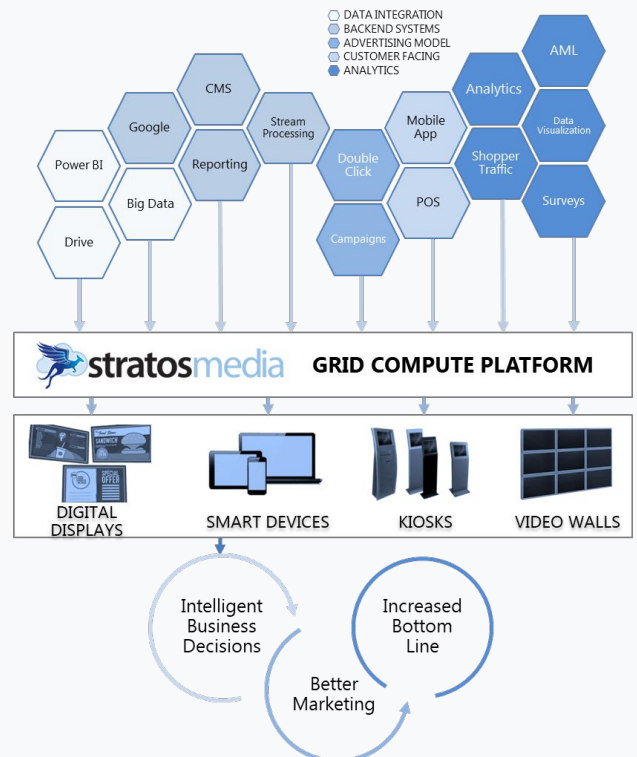 DATA INTEGRATION
BACKEND SYSTEMS
ADVERTISING MODEL
CUSTOMER FACING
ANALYTICS
AML
CMS
Analytics
Google
Stream
Processing
Mobile
App
Data
Visualization
Power BI
Reporting
Double
Click
Shopper
Traffic
Big Data
POS
Surveys
Drive
Campaigns
stratosmedia
GRID COMPUTE PLATFORM
SANDWICH
SPECIAL
OFFER
DIGITAL
DISPLAYS
SMART DEVICES
KIOSKS
VIDEO WALLS
Intelligent
Business
Decisions
Increased
Bottom
Line
Better
Marketing